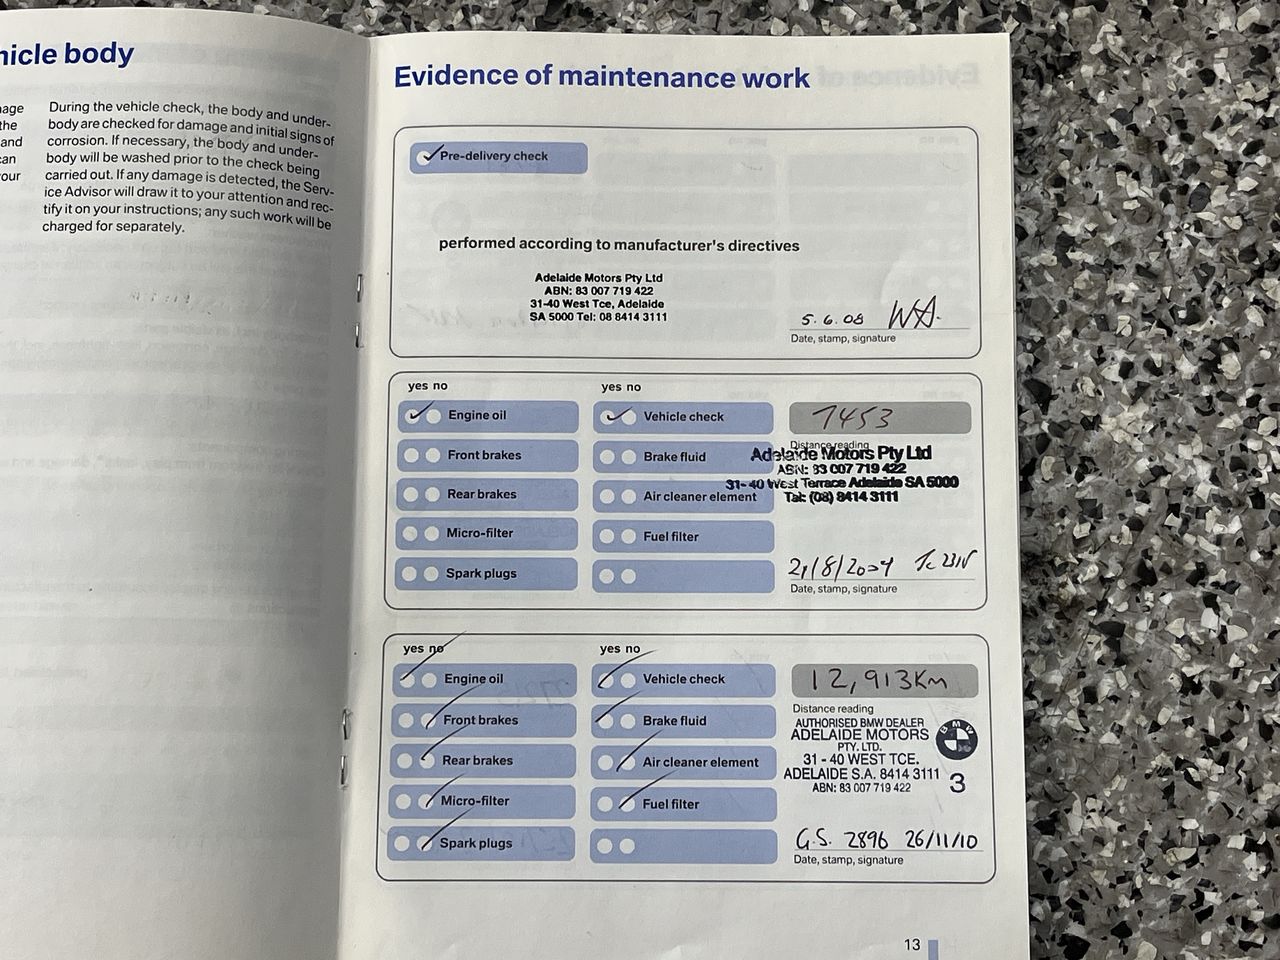 hicle body
During the vehicle check, the body and under-
body are checked for damage and initial signs of
corrosion. If necessary, the body and under-
body will be washed prior to the check being
carried out. If any damage is detected, the Serv-
ice Advisor will draw it to your attention and rec-
tify it on your instructions; any such work will be
charged for separately.
Evidence of maintenance work
Pre-delivery check
performed according to manufacturer's directives
Adelaide Motors Pty Ltd
ABN: 83 007 719 422
31-40 West Tce, Adelaide
SA 5000 Tel: 08 8414 3111
5.6.08
Date, stamp, signature
yes no
yes no
Engine oil
Vehicle check
7453
Distance reading
Front brakes
Brake fluid
Adelaide Motors Pty Ltd
ABN: 83 007 719 422
31-40 West Terrace Adelaide SA 5000
Tel: (08) 8414 3111
Rear brakes
Air cleaner element
Micro-filter
Fuel filter
Spark plugs
Date, stamp, signature
yes no
yes no
Engine oil
Vehicle check
12,913Km
Distance reading
Front brakes
Brake fluid
AUTHORISED BMW DEALER
ADELAIDE MOTORS
PTY. LTD.
31 - 40 WEST TCE.
ADELAIDE S.A. 8414 3111
ABN: 83 007 719 422
BMW
3
Rear brakes
Air cleaner element
Micro-filter
Fuel filter
Spark plugs
G.S. 2896 26/11/10
Date, stamp, signature
13